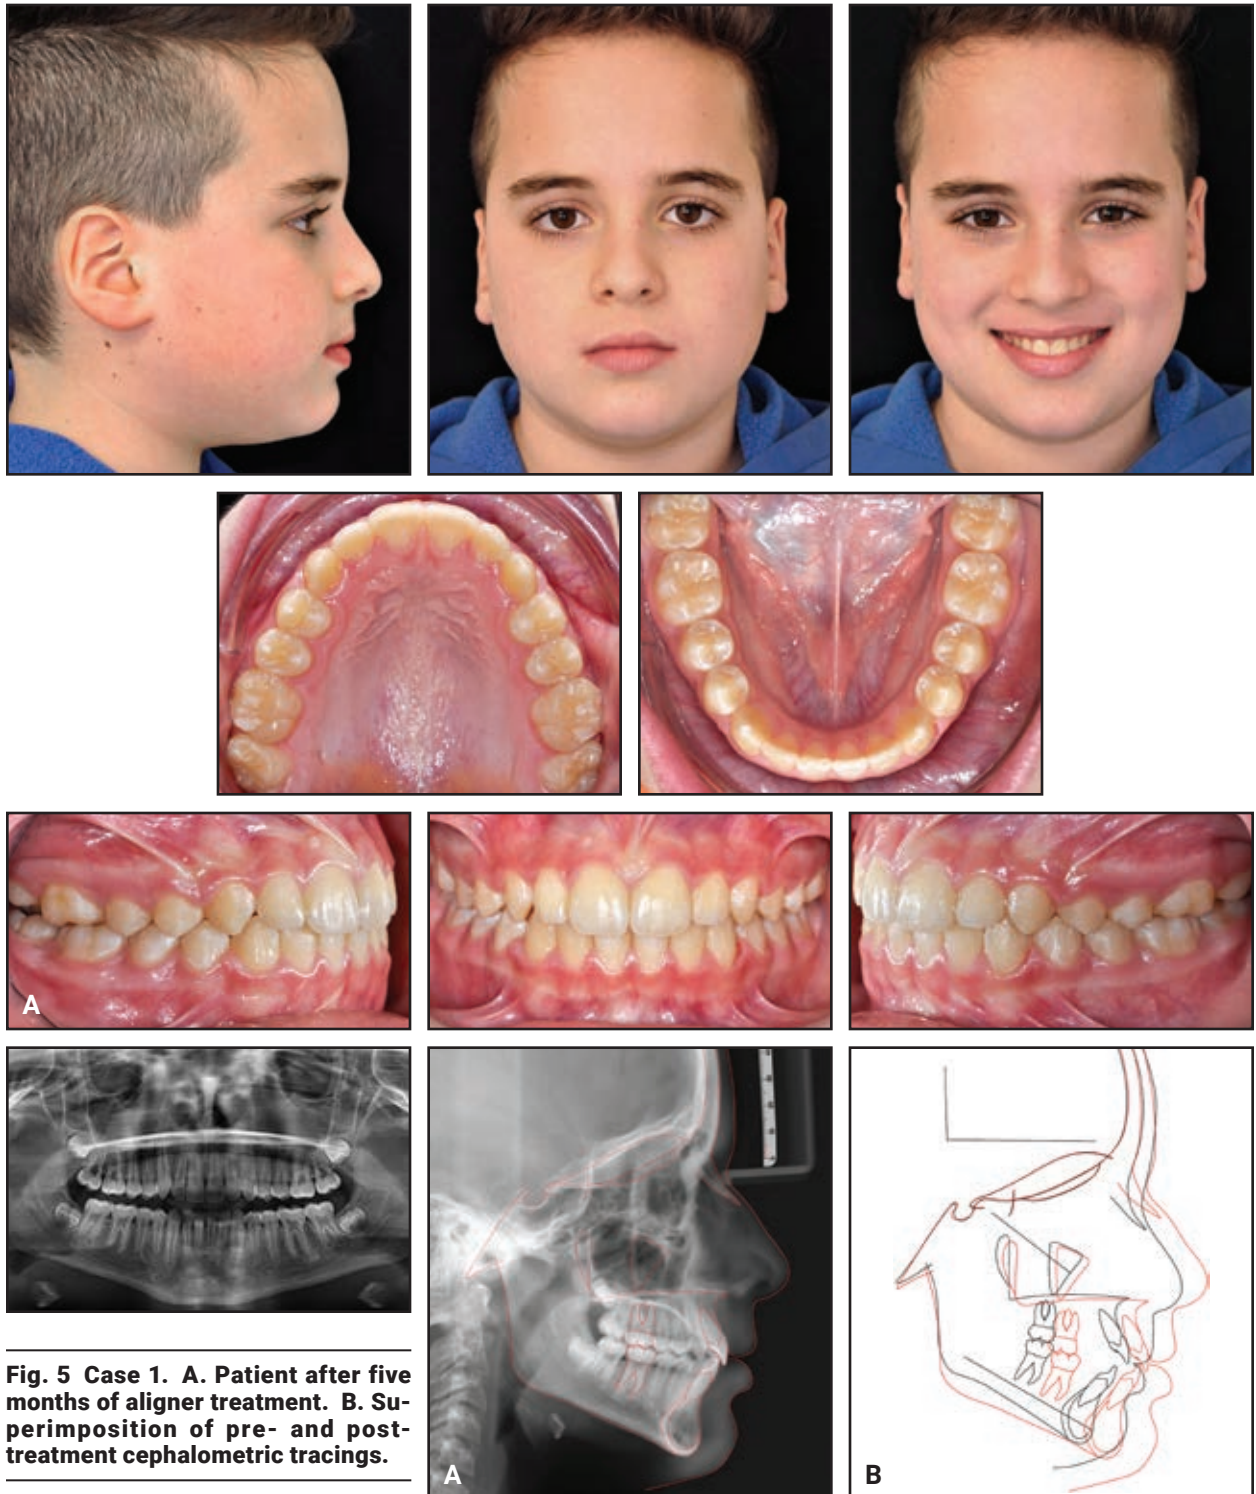 A
Fig. 5 Case 1. A. Patient after five
months of aligner treatment. B. Su-
perimposition of pre- and post-
treatment cephalometric tracings.
A
B